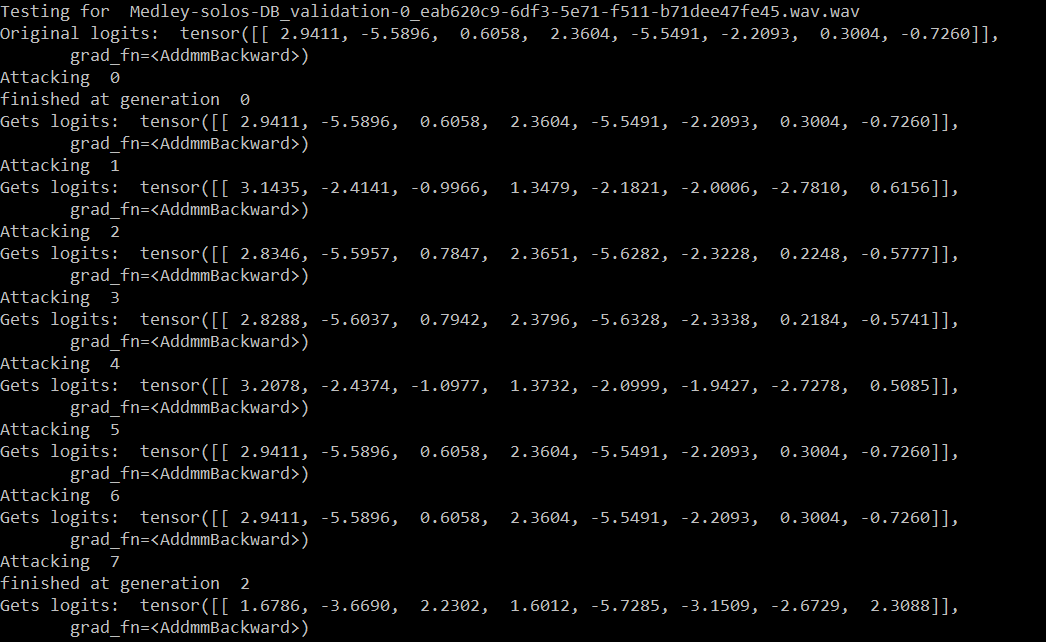 Testing for  Medley-solos-DB_validation-0_eab620c9-6df3-5e71-f511-b71dee47fe45.wav.wav
Original logits:  tensor([[ 2.9411, -5.5896,  0.6058,  2.3604, -5.5491, -2.2093,  0.3004, -0.7260]],
       grad_fn=<AddmmBackward>)
Attacking  0
finished at generation  0
Gets logits:  tensor([[ 2.9411, -5.5896,  0.6058,  2.3604, -5.5491, -2.2093,  0.3004, -0.7260]],
       grad_fn=<AddmmBackward>)
Attacking  1
Gets logits:  tensor([[ 3.1435, -2.4141, -0.9966,  1.3479, -2.1821, -2.0006, -2.7810,  0.6156]],
       grad_fn=<AddmmBackward>)
Attacking  2
Gets logits:  tensor([[ 2.8346, -5.5957,  0.7847,  2.3651, -5.6282, -2.3228,  0.2248, -0.5777]],
       grad_fn=<AddmmBackward>)
Attacking  3
Gets logits:  tensor([[ 2.8288, -5.6037,  0.7942,  2.3796, -5.6328, -2.3338,  0.2184, -0.5741]],
       grad_fn=<AddmmBackward>)
Attacking  4
Gets logits:  tensor([[ 3.2078, -2.4374, -1.0977,  1.3732, -2.0999, -1.9427, -2.7278,  0.5085]],
       grad_fn=<AddmmBackward>)
Attacking  5
Gets logits:  tensor([[ 2.9411, -5.5896,  0.6058,  2.3604, -5.5491, -2.2093,  0.3004, -0.7260]],
       grad_fn=<AddmmBackward>)
Attacking  6
Gets logits:  tensor([[ 2.9411, -5.5896,  0.6058,  2.3604, -5.5491, -2.2093,  0.3004, -0.7260]],
       grad_fn=<AddmmBackward>)
Attacking  7
finished at generation  2
Gets logits:  tensor([[ 1.6786, -3.6690,  2.2302,  1.6012, -5.7285, -3.1509, -2.6729,  2.3088]],
       grad_fn=<AddmmBackward>)